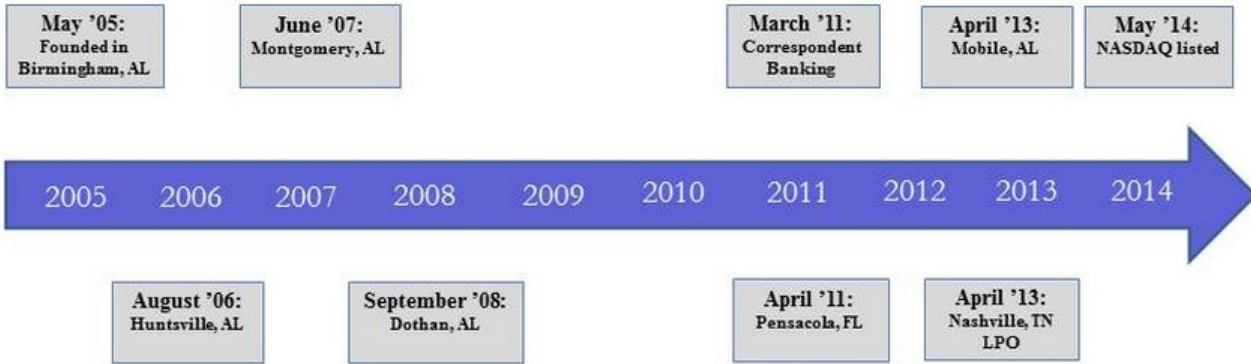 May ’05:
Founded in
Birmingham, AL
June ’07:
Montgomery, AL
March ’11:
Correspondent
Banking
April ’13:
Mobile, AL
May ’14:
NASDAQ listed
2005 2006 2007 2008 2009 2010 2011 2012 2013 2014
August ’06:
Huntsville, AL
September ’08:
Dothan, AL
April ’11:
Pensacola, FL
April ’13:
Nashville, TN
LPO